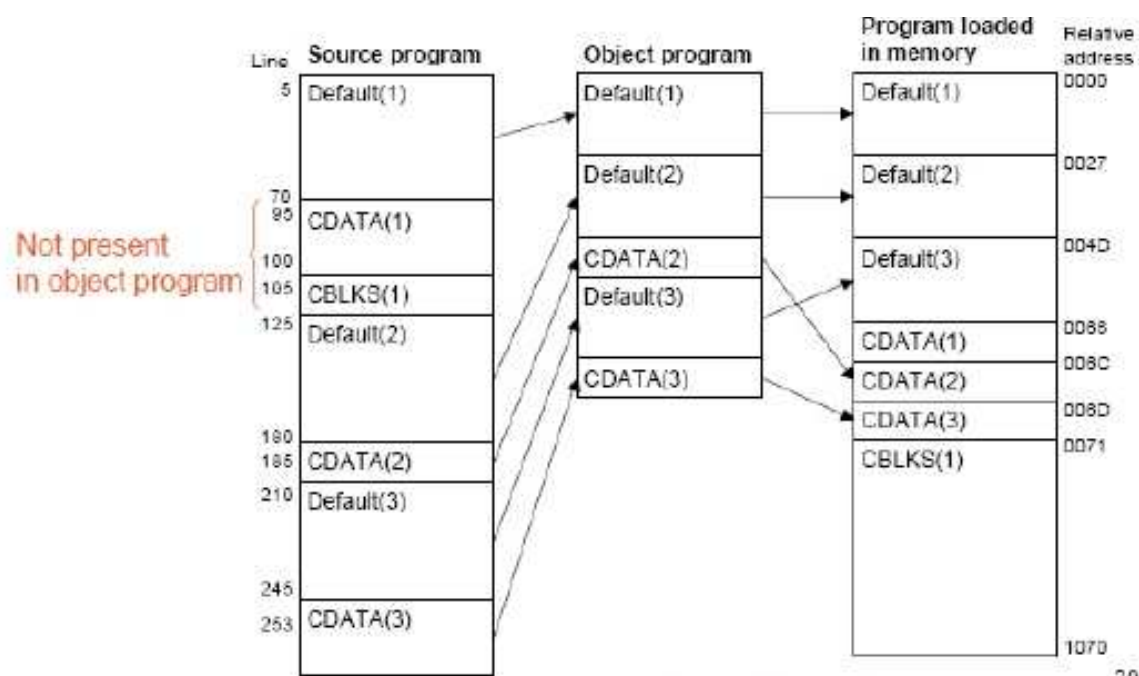 Line
Source program
5
Default(1)
70
95
CDATA(1)
100
105
CBLKS(1)
125
Default(2)
180
185
CDATA(2)
210
Default(3)
245
253
CDATA(3)
Not present
in object program
Object program
Default(1)
Default(2)
CDATA(2)
Default(3)
CDATA(3)
Program loaded
in memory
Relative
address
Default(1)
0000
Default(2)
0027
Default(3)
004D
CDATA(1)
0066
CDATA(2)
006C
CDATA(3)
006D
CBLKS(1)
0071
1070